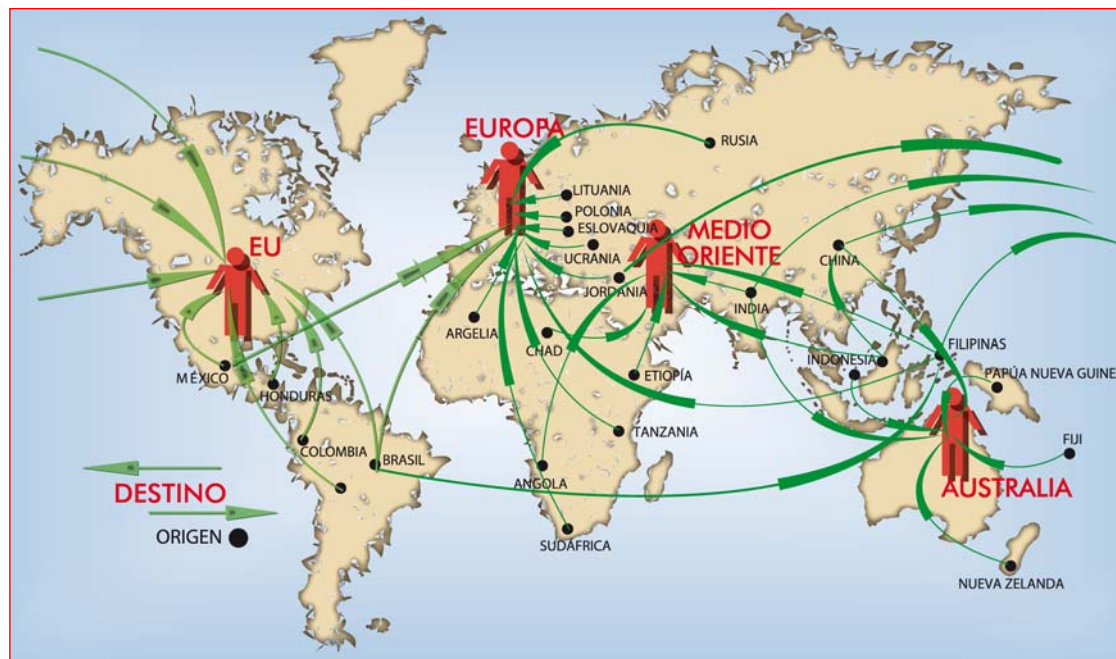 EUROPA
RUSIA
LITUANIA
POLONIA
ESLOVAQUIA
UCRANIA
EU
MEDIO
ORIENTE
CHINA
JORDANIA
INDIA
ARGELIA
CHAD
ETIOPÍA
INDONESIA
FILIPINAS
PAPÚA NUEVA GUINE
MÉXICO
HONDURAS
COLOMBIA
BRASIL
TANZANIA
FIJI
ANGOLA
AUSTRALIA
DESTINO
ORIGEN
SUDÁFRICA
NUEVA ZELANDA